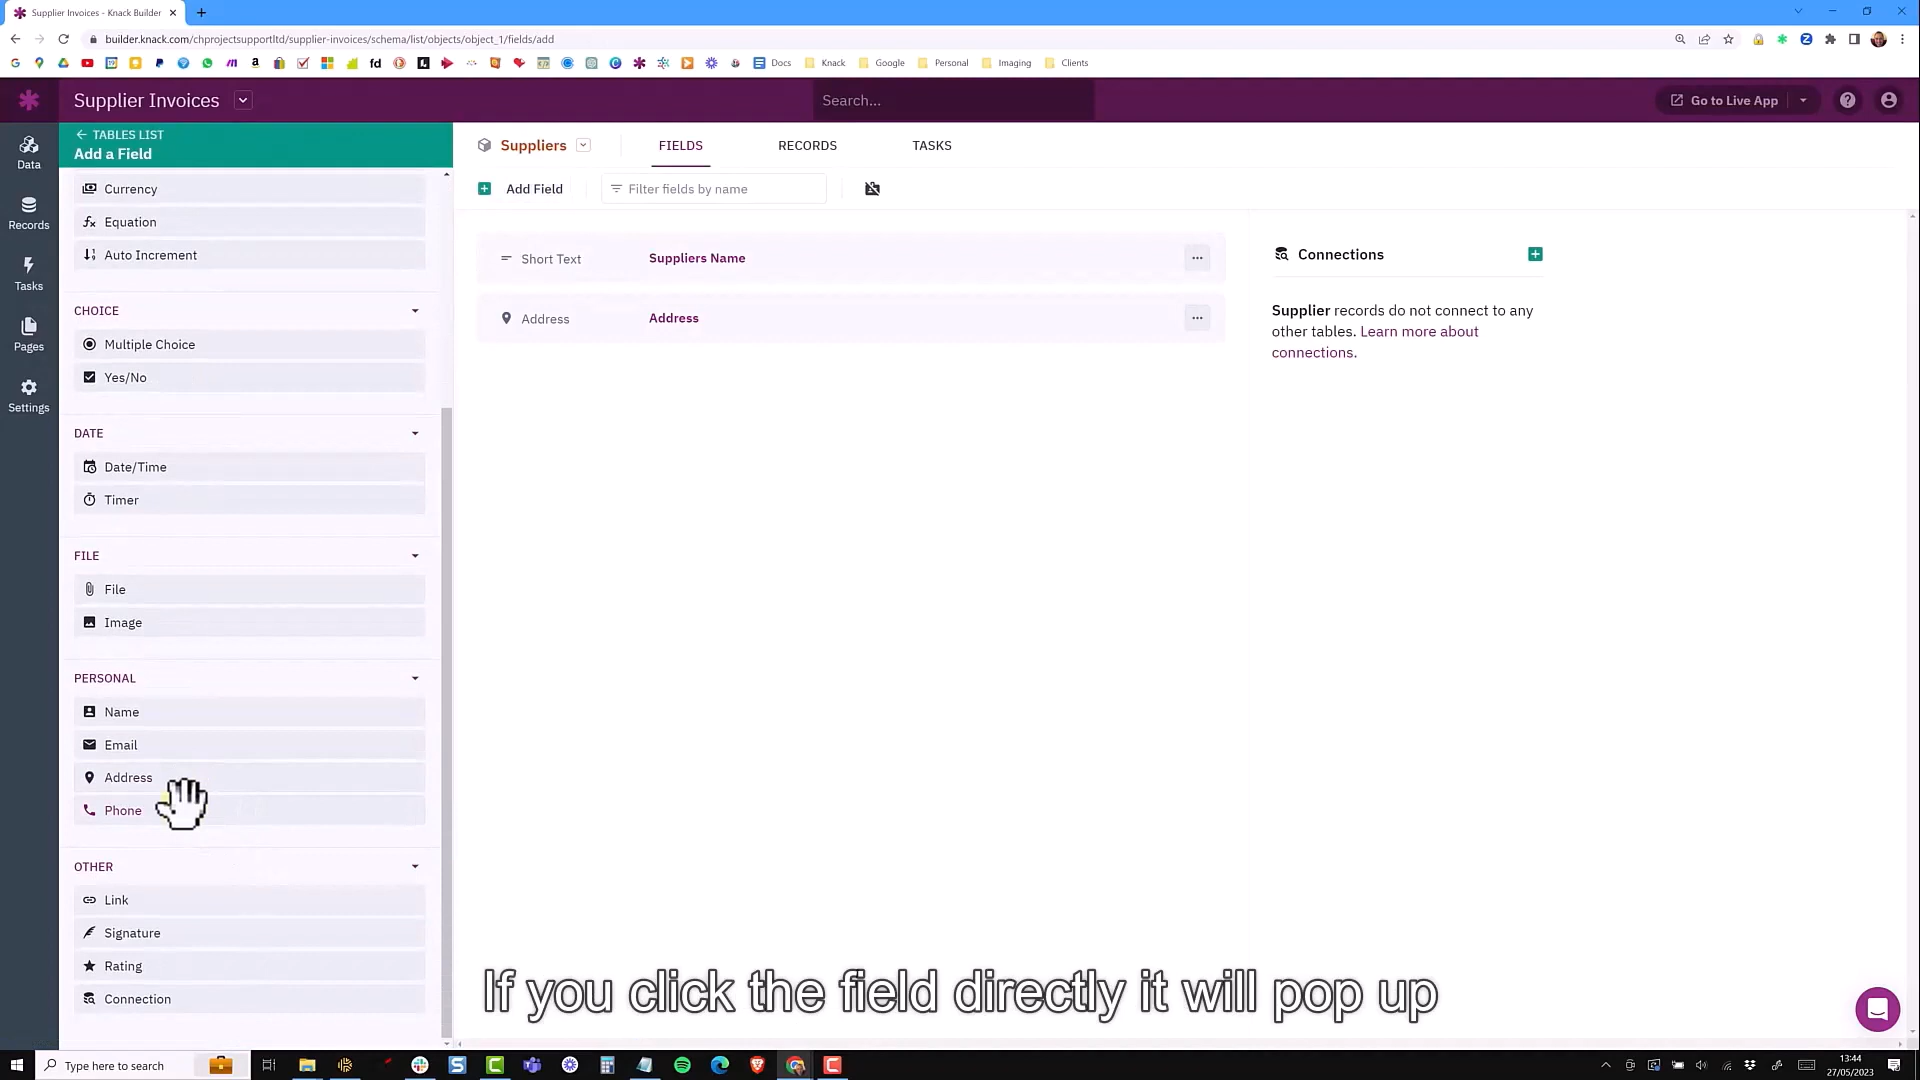 Supplier Invoices - Knack Builder
builder.knack.com/chprojectsupportltd/supplier-invoices/schema/list/objects/object_1/fields/add
Docs
Knack
Google
Personal
Imaging
Clients
Supplier Invoices
Search...
Go to Live App
Data
Records
Tasks
Pages
Settings
TABLES LIST
Add a Field
Currency
Equation
Auto Increment
CHOICE
Multiple Choice
Yes/No
DATE
Date/Time
Timer
FILE
File
Image
PERSONAL
Name
Email
Address
Phone
OTHER
Link
Signature
Rating
Connection
Suppliers
FIELDS
RECORDS
TASKS
Add Field
Filter fields by name
Short Text
Suppliers Name
Address
Address
Connections
Supplier records do not connect to any
other tables. Learn more about
connections.
If you click the field directly it will pop up
Type here to search
13:44
27/05/2023